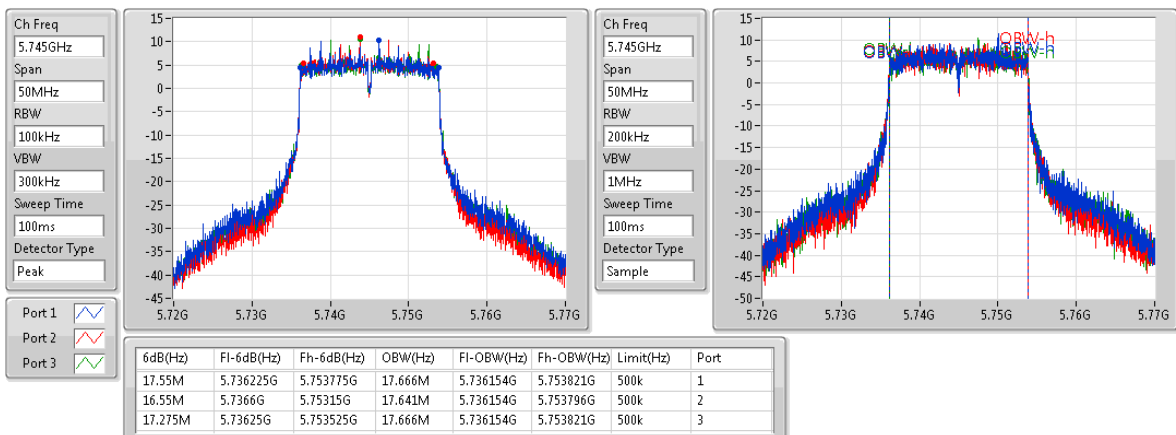 Ch Freq
5.745GHz
Span
50MHz
RBW
100kHz
VBW
300kHz
Sweep Time
100ms
Detector Type
Peak
Port 1
Port 2
Port 3
15
10
5
0
-5
-10
-15
-20
-25
-30
-35
-40
-45
5.72G 5.73G 5.74G 5.75G 5.76G 5.77G
Ch Freq
5.745GHz
Span
50MHz
RBW
200kHz
VBW
1MHz
Sweep Time
100ms
Detector Type
Sample
15
10
5
0
-5
-10
-15
-20
-25
-30
-35
-40
-45
-50
OBW-h
5.72G 5.73G 5.74G 5.75G 5.76G 5.77G
6dB(Hz) Fl-6dB(Hz) Fh-6dB(Hz) OBW(Hz) Fl-OBW(Hz) Fh-OBW(Hz) Limit(Hz) Port
17.55M 5.736225G 5.753775G 17.666M 5.736154G 5.753821G 500k 1
16.55M 5.7366G 5.75315G 17.641M 5.736154G 5.753796G 500k 2
17.275M 5.73625G 5.753525G 17.666M 5.736154G 5.753821G 500k 3